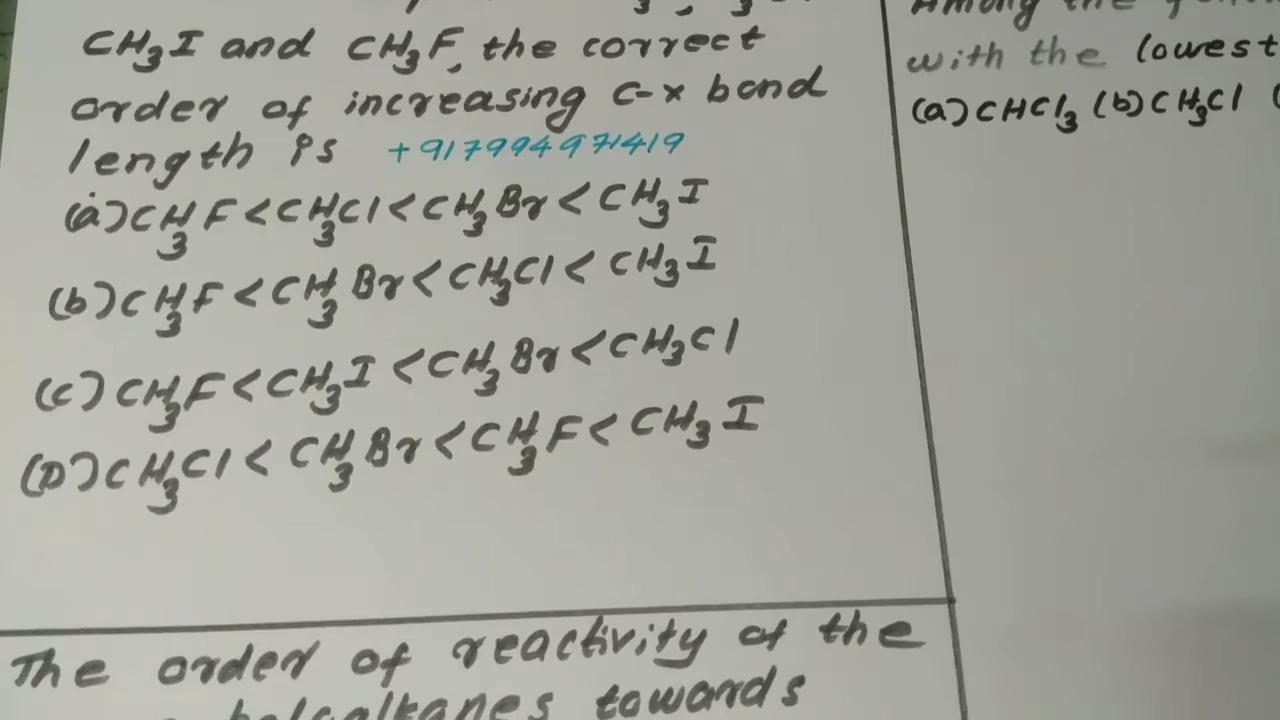 CH3I and CH3F, the correct
order of increasing C-x bond
length is +917994971419
(a) CH3F < CH3Cl < CH3Br < CH3I
(b) CH3F < CH3Br < CH3Cl < CH3I
(c) CH3F < CH3I < CH3Br < CH3Cl
(D) CH3Cl < CH3Br < CH3F < CH3I
The order of reactivity of the
towards
Among the
with the lowest
(a) CHCl3 (b) CH3Cl (